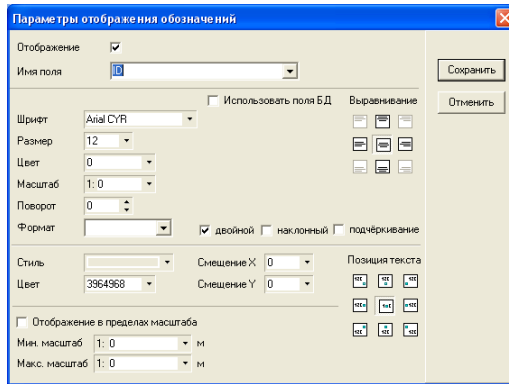 Параметры отображения обозначений
Отображение
Имя поля ID
Сохранить
Отменить
Использовать поля БД Выравнивание
Шрифт Arial CYR
Размер 12
Цвет 0
Масштаб 1: 0
Поворот 0
Формат двойной наклонный подчёркивание
Стиль Смещение X 0 Позиция текста
Цвет 3964968 Смещение Y 0
Отображение в пределах масштаба
Мин. масштаб 1: 0 м
Макс. масштаб 1: 0 м